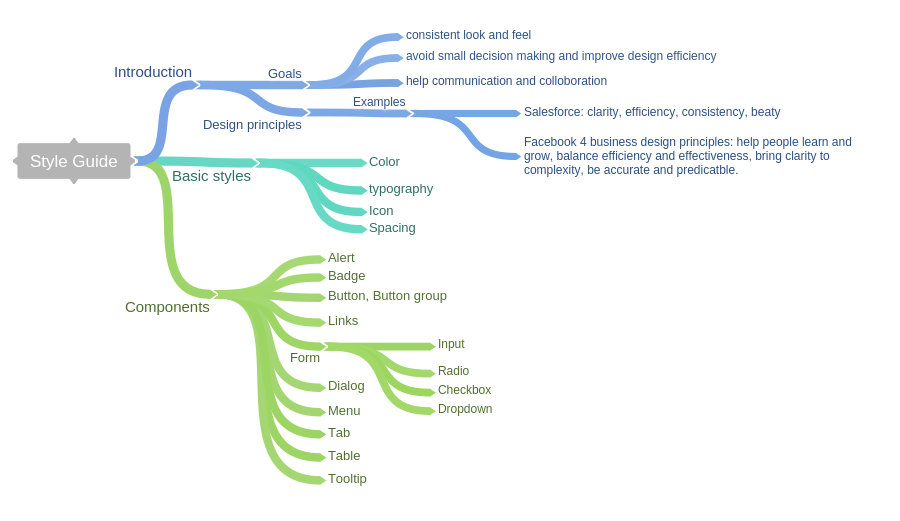 Style Guide
Introduction
Goals
consistent look and feel
avoid small decision making and improve design efficiency
help communication and colloboration
Design principles
Examples
Salesforce: clarity, efficiency, consistency, beaty
Facebook 4 business design principles: help people learn and
grow, balance efficiency and effectiveness, bring clarity to
complexity, be accurate and predicatble.
Basic styles
Color
typography
Icon
Spacing
Components
Alert
Badge
Button, Button group
Links
Form
Input
Radio
Checkbox
Dropdown
Dialog
Menu
Tab
Table
Tooltip